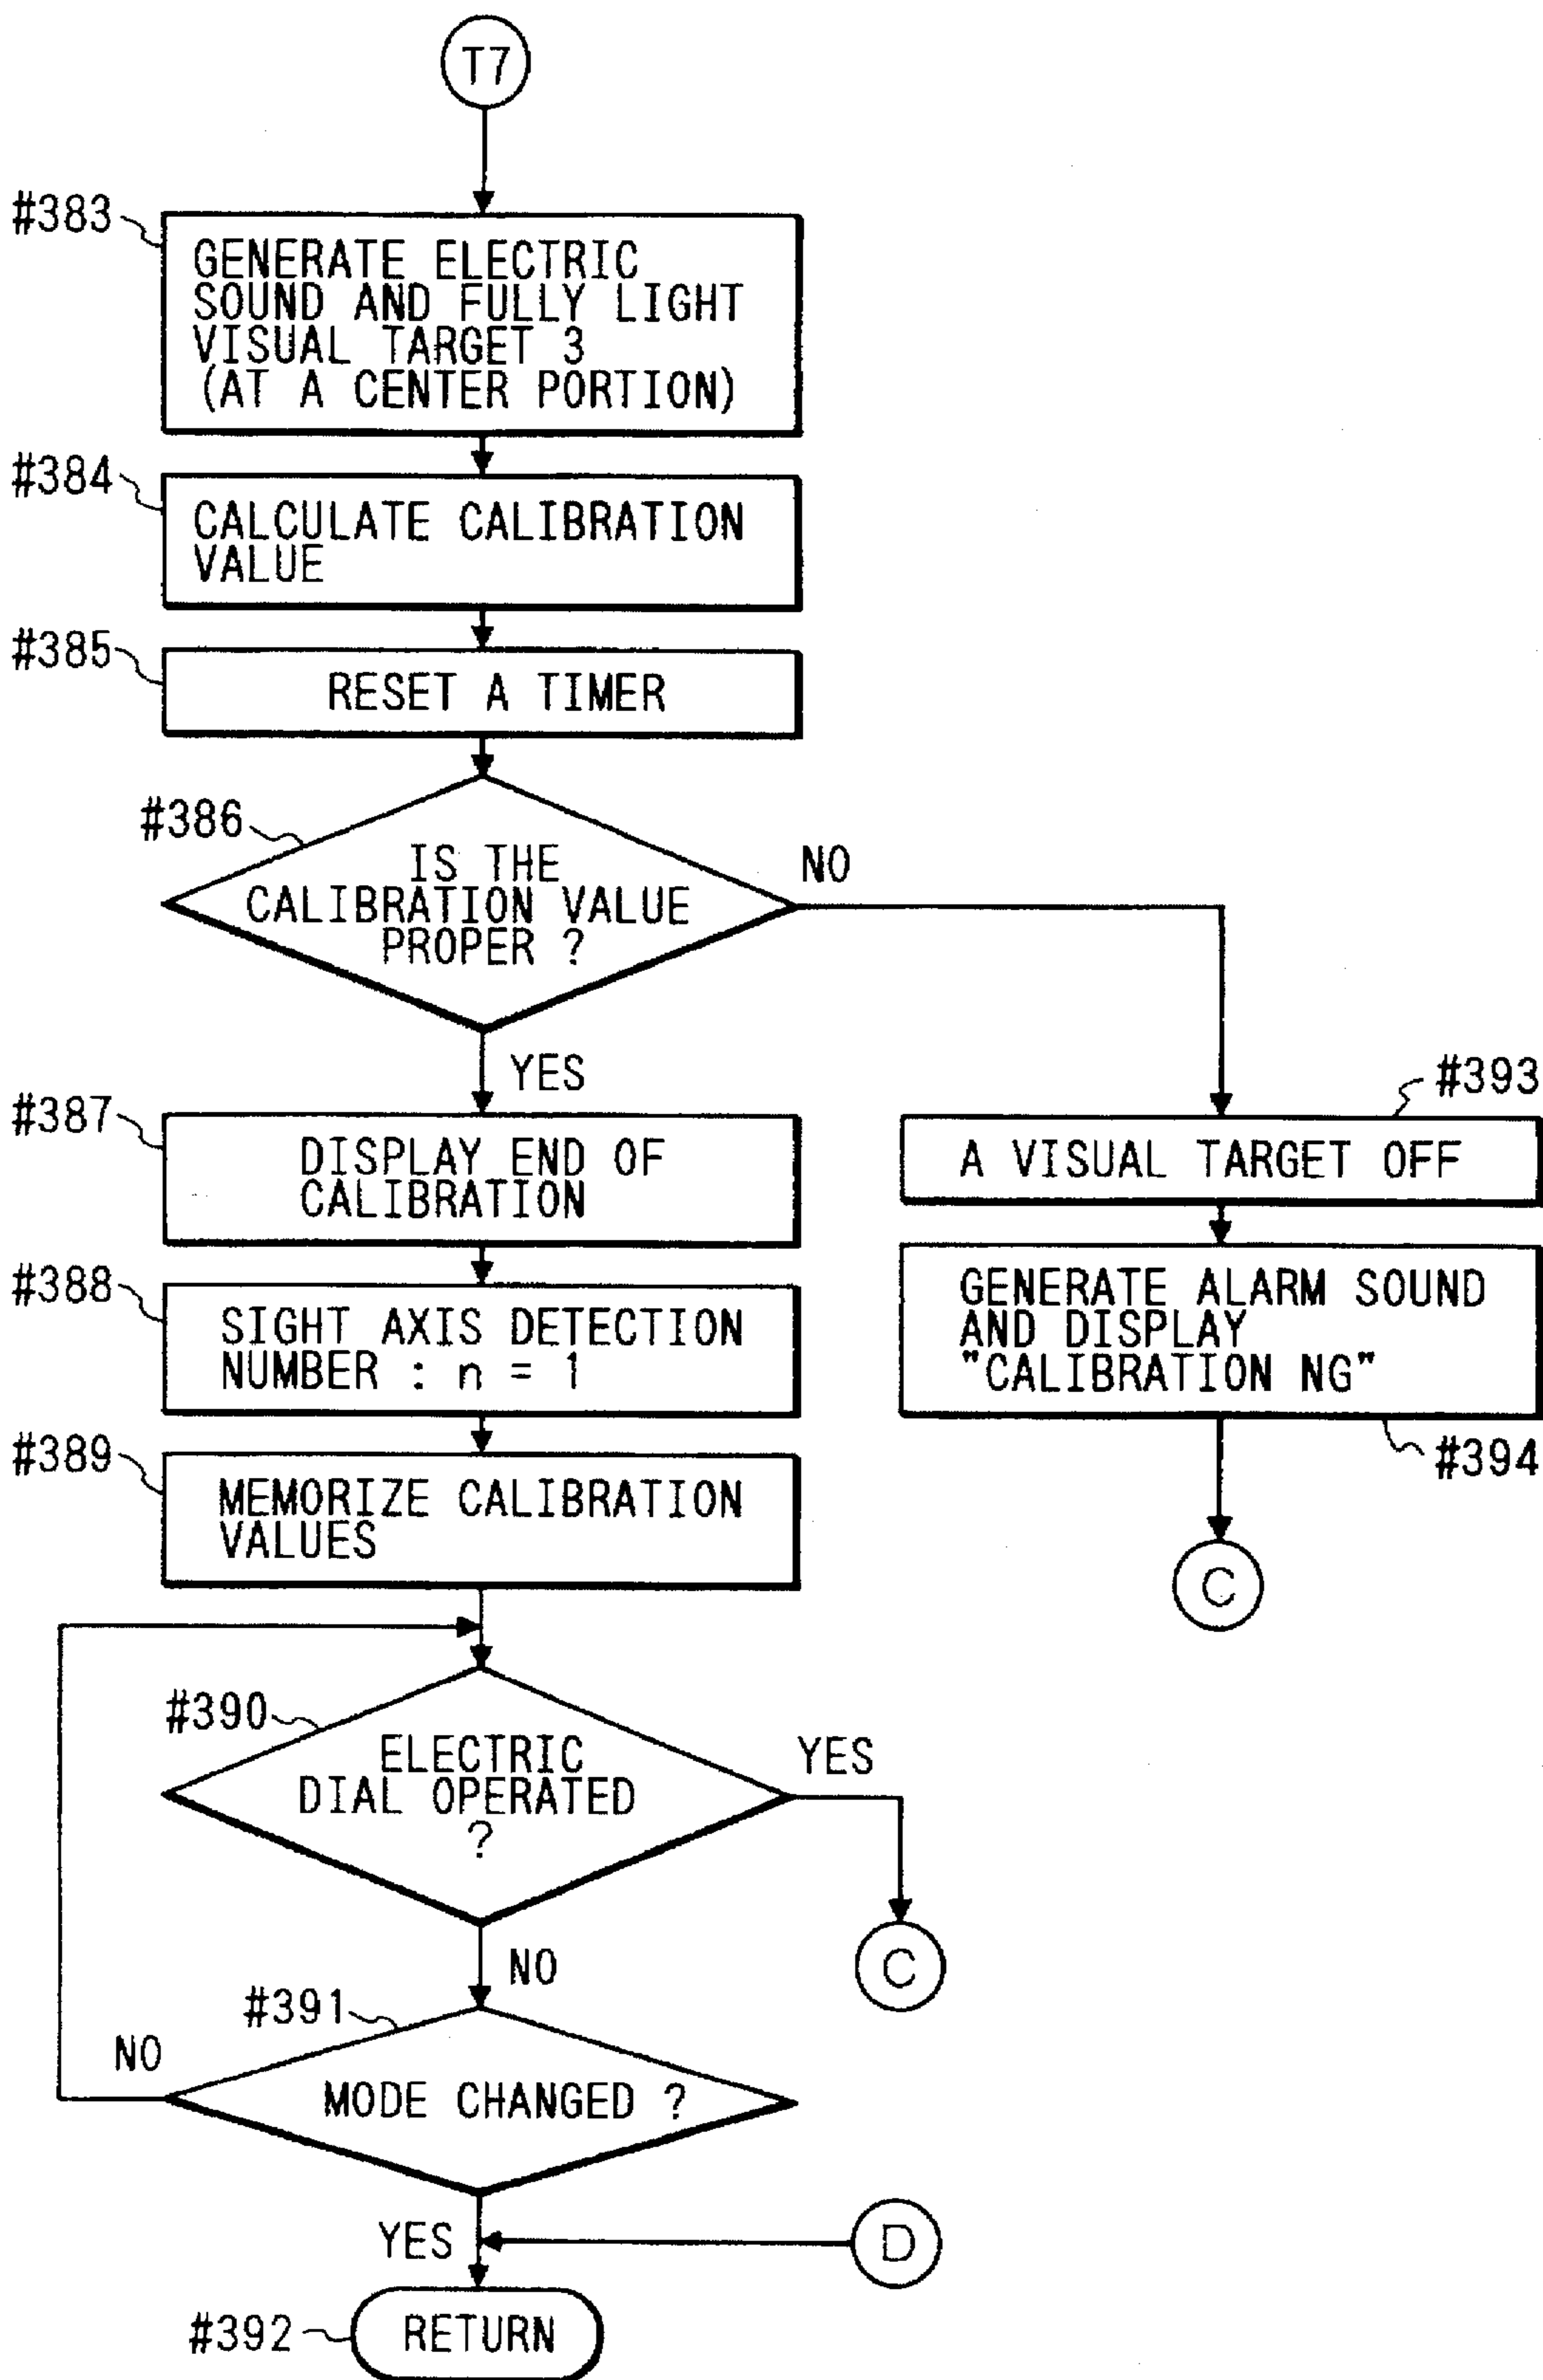 T7
#383
GENERATE ELECTRIC
SOUND AND FULLY LIGHT
VISUAL TARGET 3
(AT A CENTER PORTION)
#384
CALCULATE CALIBRATION
VALUE
#385
RESET A TIMER
#386
IS THE
CALIBRATION VALUE
PROPER ?
NO
YES
#387
DISPLAY END OF
CALIBRATION
#393
A VISUAL TARGET OFF
#388
SIGHT AXIS DETECTION
NUMBER : n = 1
GENERATE ALARM SOUND
AND DISPLAY
"CALIBRATION NG"
#394
#389
MEMORIZE CALIBRATION
VALUES
C
#390
ELECTRIC
DIAL OPERATED
?
YES
C
NO
#391
MODE CHANGED ?
NO
YES
D
#392
RETURN